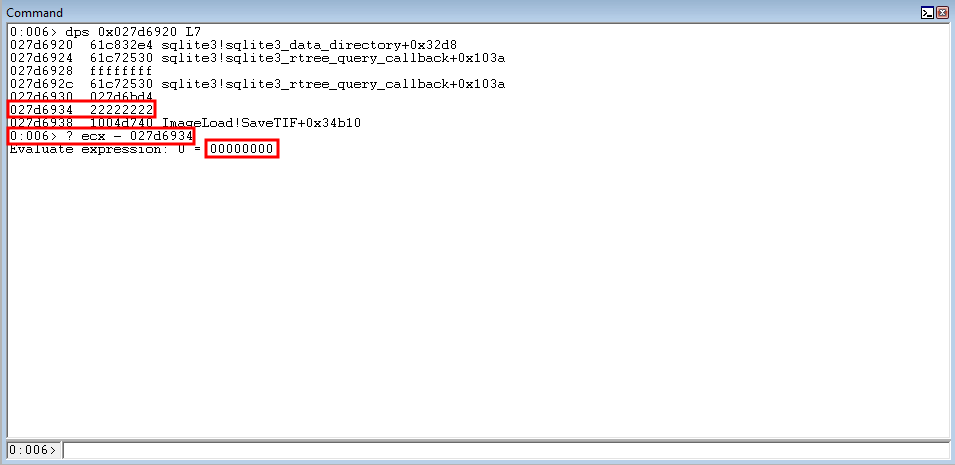 Command
0:006> dps 0x027d6920 L7
027d6920  61c832e4 sqlite3!sqlite3_data_directory+0x32d8
027d6924  61c72530 sqlite3!sqlite3_rtree_query_callback+0x103a
027d6928  ffffffff
027d692c  61c72530 sqlite3!sqlite3_rtree_query_callback+0x103a
027d6930  027d6bd4
027d6934  22222222
027d6938  1004d740 ImageLoad!SaveTIF+0x34b10
0:006> ? ecx - 027d6934
Evaluate expression: 0 = 00000000
0:006>